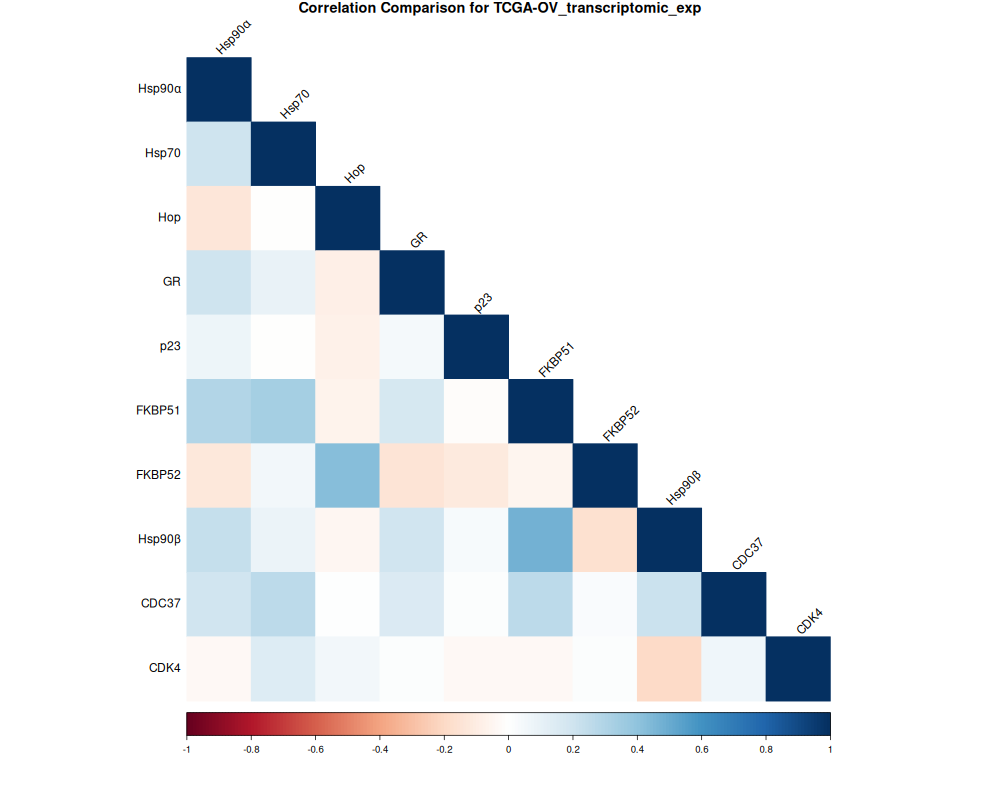 Correlation Comparison for TCGA-OV_transcriptomic_exp
Hsp90α
Hsp90α
Hsp70
Hsp70
Hop
Hop
GR
GR
p23
p23
FKBP51
FKBP51
FKBP52
FKBP52
Hsp90β
Hsp90β
CDC37
CDC37
CDK4
CDK4
-1 -0.8 -0.6 -0.4 -0.2 0 0.2 0.4 0.6 0.8 1